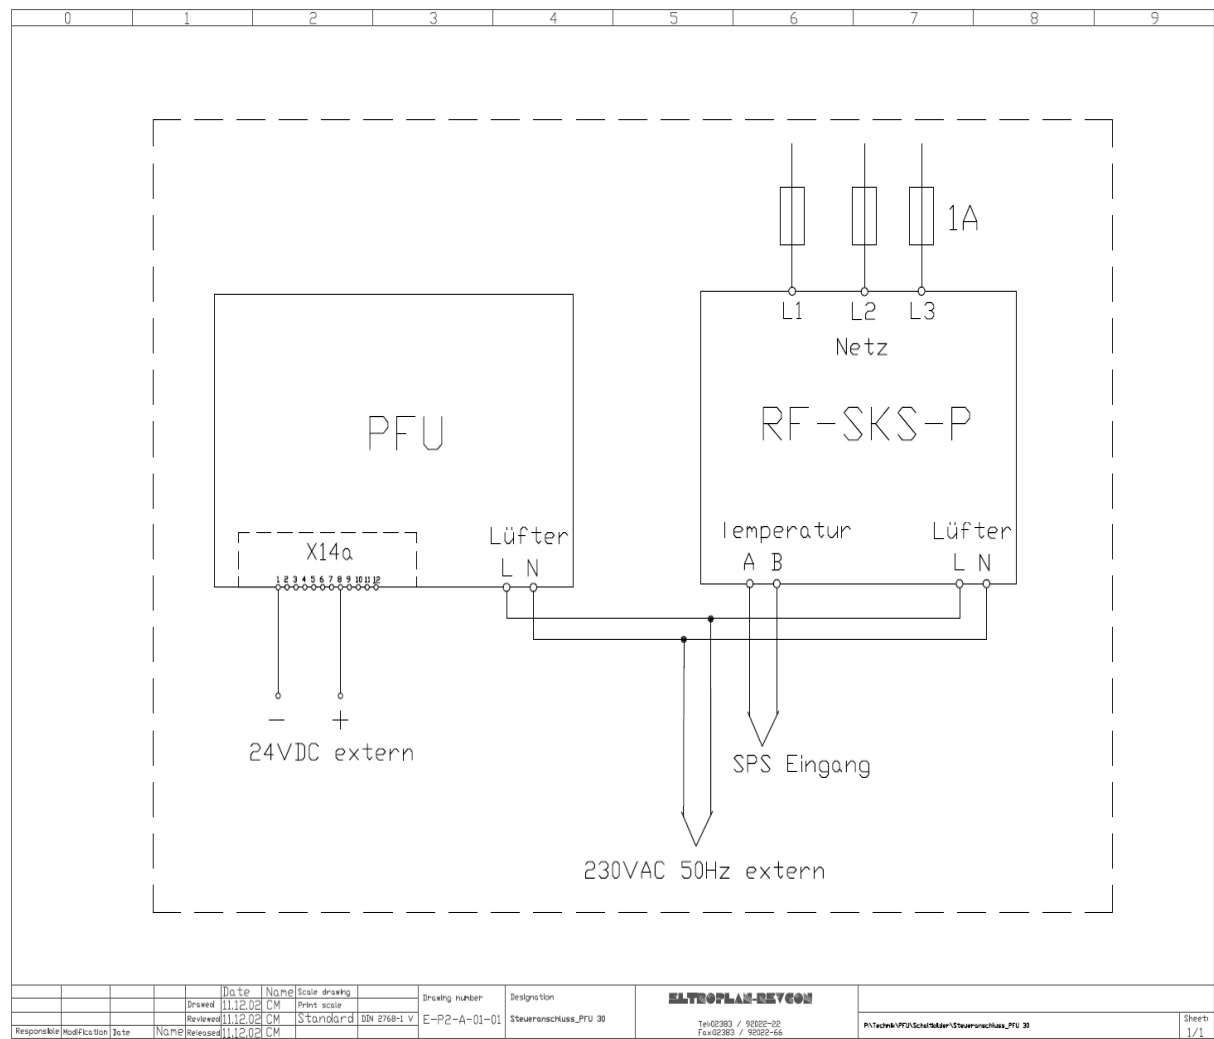 0 1 2 3 4 5 6 7 8 9
1A
L1 L2 L3
Netz
PFU
RF-SKS-P
Lüfter
L N
X14a
1 2 3 4 5 6 7 8 9 10 11 12
Temperatur
A B
Lüfter
L N
- +
24VDC extern
SPS Eingang
230VAC 50Hz extern
Date Name Scale drawing
Drawed 11.12.02 CM Print scale
Reviewed 11.12.02 CM Standard DIN 2768-1 V
Responsible Modification Date Name Released 11.12.02 CM
Drawing number
E-P2-A-01-01
Designation
Steueranschluss_PFU 30
ELTROPLAN-REVCON
Tel:02383 / 92022-22
Fax:02383 / 92022-66
P:\Technik\PFU\Schaltbilder\Steueranschluss_PFU 30
Sheet:
1/1